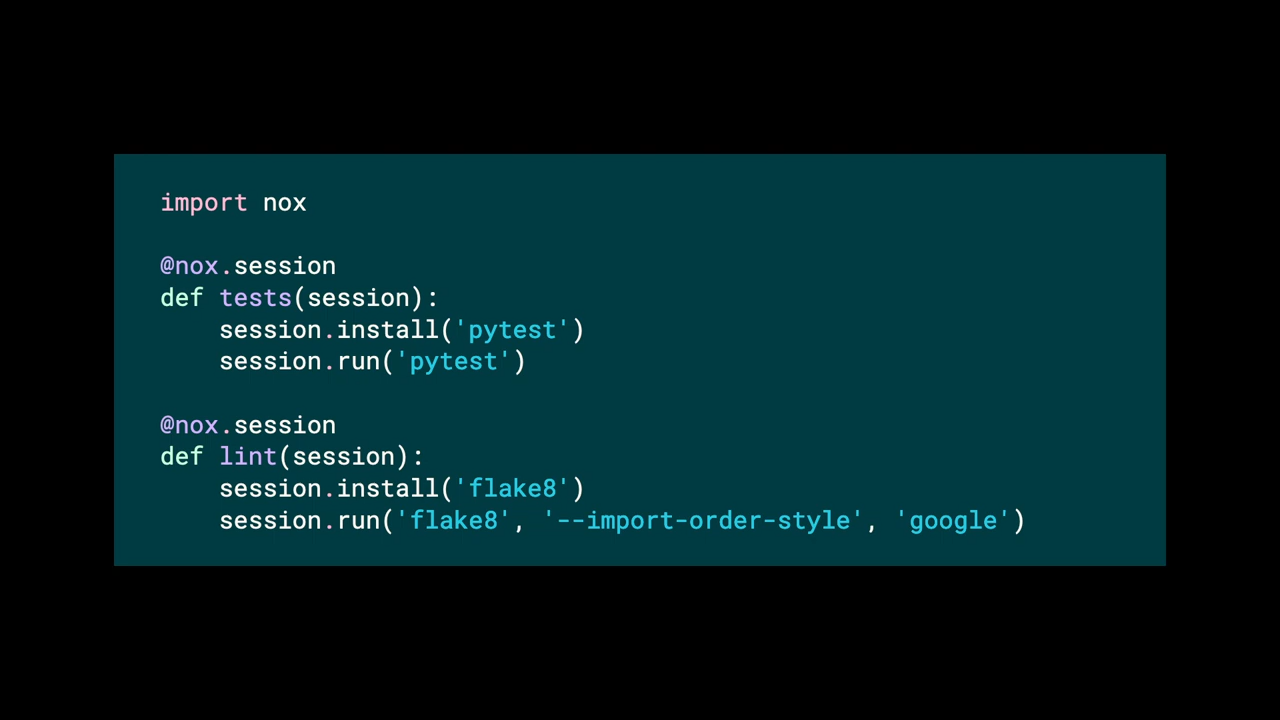 import nox

@nox.session
def tests(session):
    session.install('pytest')
    session.run('pytest')

@nox.session
def lint(session):
    session.install('flake8')
    session.run('flake8', '--import-order-style', 'google')